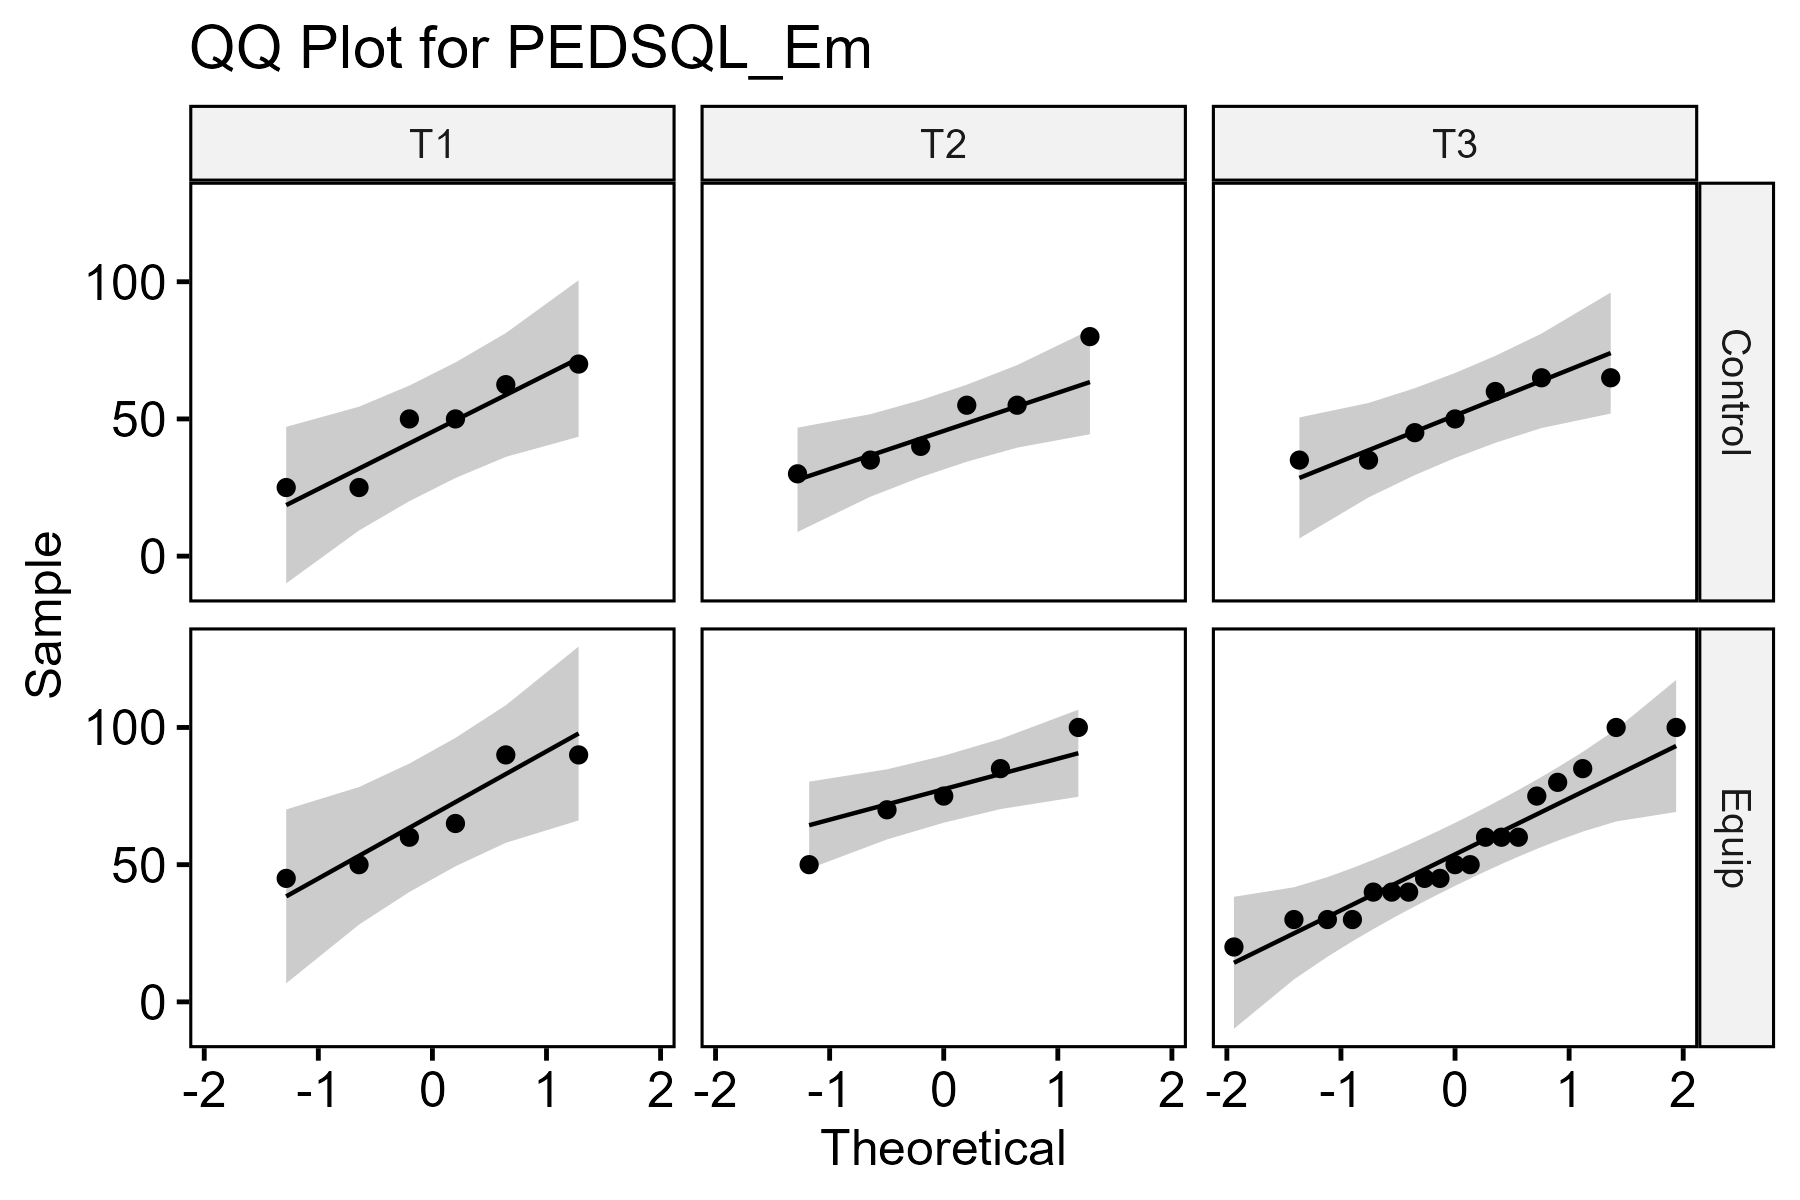 QQ Plot for PEDSQL_Em
T1 T2 T3
Control
100
50
0
Equip
100
50
0
-2 -1 0 1 2 -2 -1 0 1 2 -2 -1 0 1 2
Sample
Theoretical